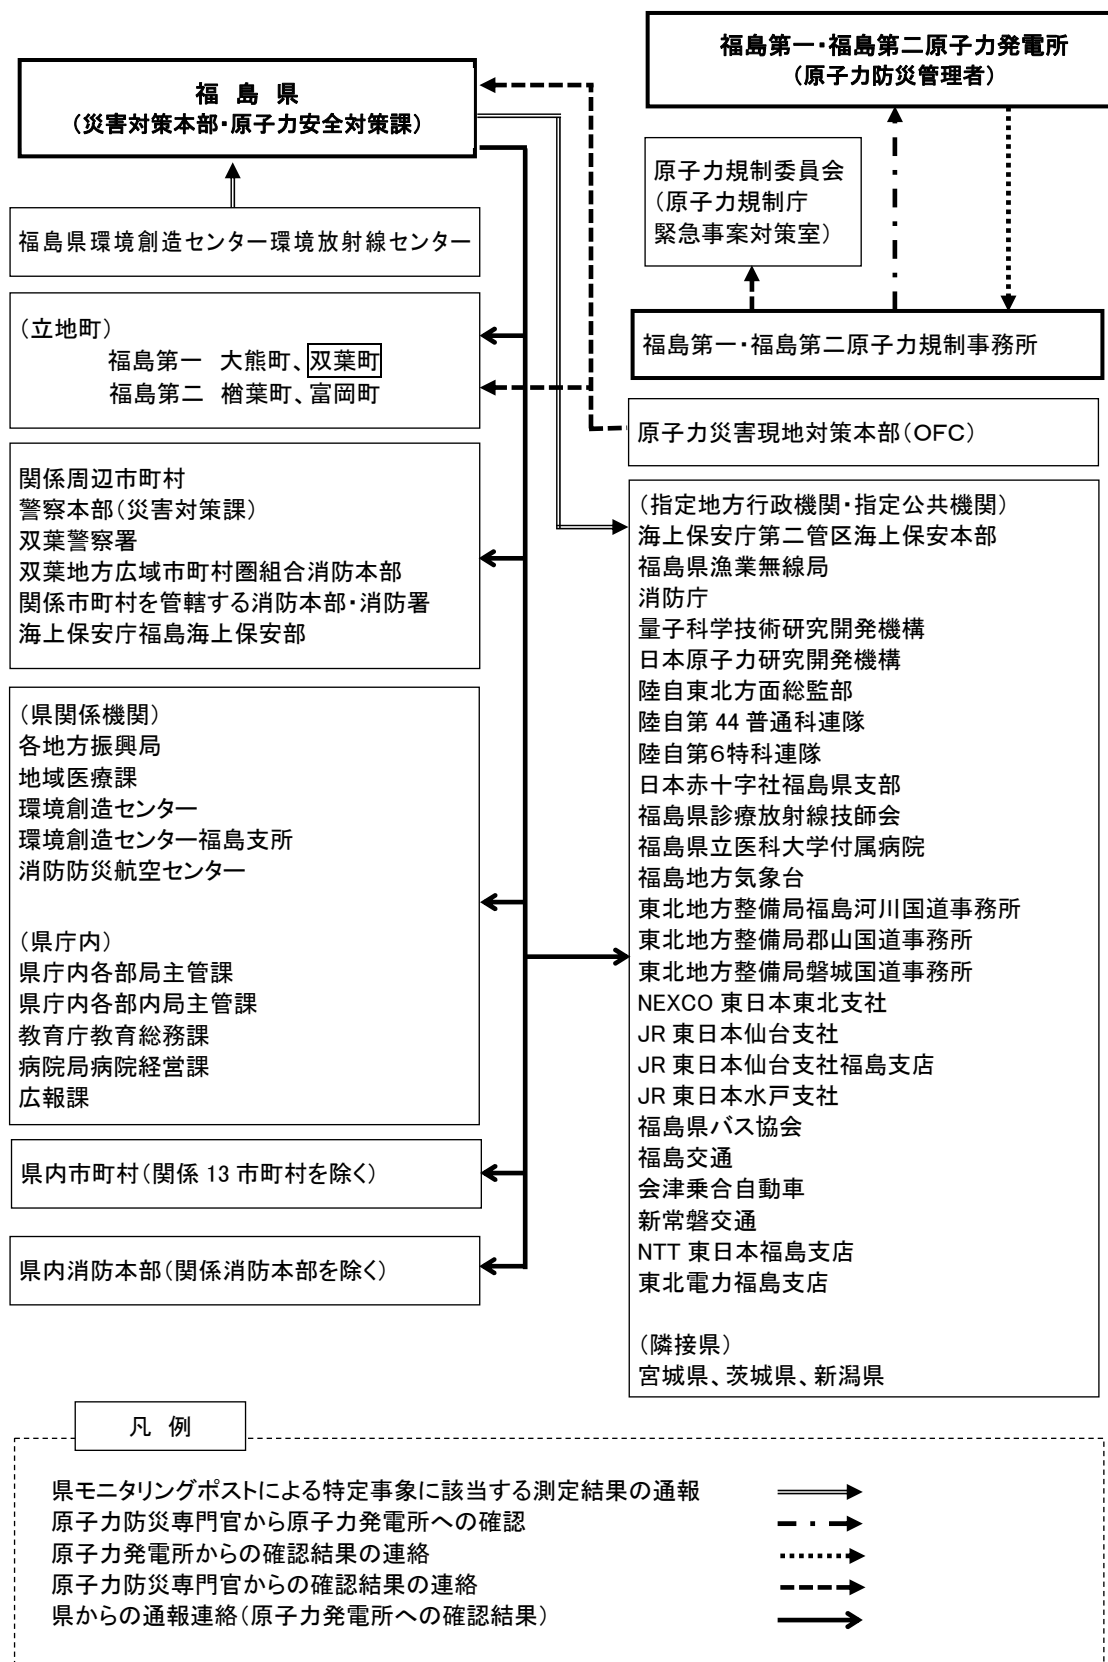 福島第一・福島第二原子力発電所
(原子力防災管理者)
福 島 県
(災害対策本部・原子力安全対策課)
原子力規制委員会
(原子力規制庁
緊急事案対策室)
福島県環境創造センター環境放射線センター
福島第一・福島第二原子力規制事務所
(立地町)
福島第一 大熊町、双葉町
福島第二 楢葉町、富岡町
原子力災害現地対策本部(OFC)
関係周辺市町村
警察本部(災害対策課)
双葉警察署
双葉地方広域市町村圏組合消防本部
関係市町村を管轄する消防本部・消防署
海上保安庁福島海上保安部
(県関係機関)
各地方振興局
地域医療課
環境創造センター
環境創造センター福島支所
消防防災航空センター
(県庁内)
県庁内各部局主管課
県庁内各部内局主管課
教育庁教育総務課
病院局病院経営課
広報課
県内市町村(関係 13 市町村を除く)
県内消防本部(関係消防本部を除く)
(指定地方行政機関・指定公共機関)
海上保安庁第二管区海上保安本部
福島県漁業無線局
消防庁
量子科学技術研究開発機構
日本原子力研究開発機構
陸自東北方面総監部
陸自第 44 普通科連隊
陸自第6特科連隊
日本赤十字社福島県支部
福島県診療放射線技師会
福島県立医科大学付属病院
福島地方気象台
東北地方整備局福島河川国道事務所
東北地方整備局郡山国道事務所
東北地方整備局磐城国道事務所
NEXCO 東日本東北支社
JR 東日本仙台支社
JR 東日本仙台支社福島支店
JR 東日本水戸支社
福島県バス協会
福島交通
会津乗合自動車
新常磐交通
NTT 東日本福島支店
東北電力福島支店
(隣接県)
宮城県、茨城県、新潟県
凡 例
県モニタリングポストによる特定事象に該当する測定結果の通報
原子力防災専門官から原子力発電所への確認
原子力発電所からの確認結果の連絡
原子力防災専門官からの確認結果の連絡
県からの通報連絡(原子力発電所への確認結果)